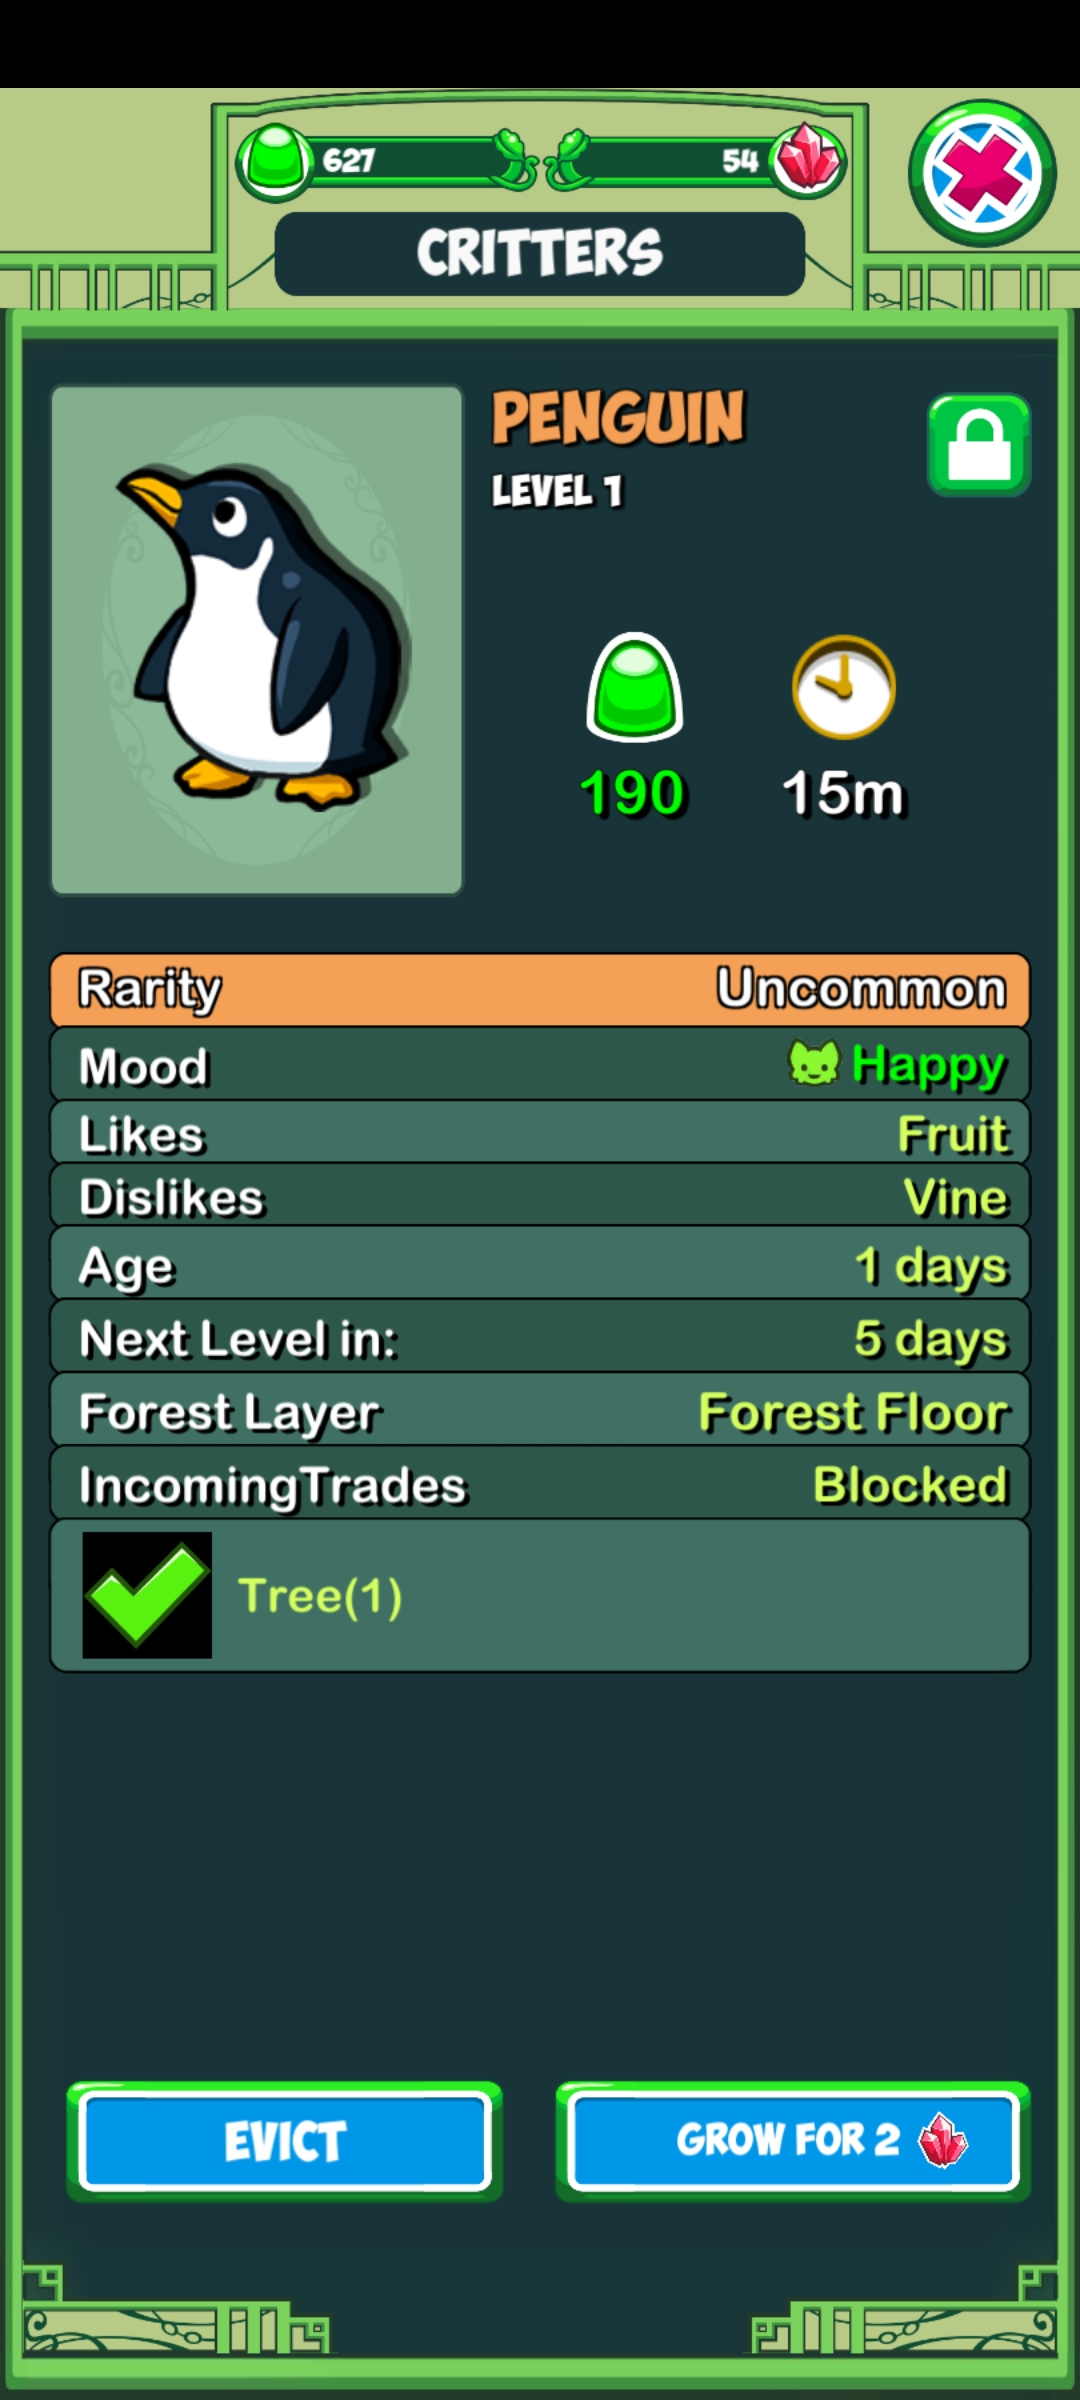 627
54
CRITTERS
PENGUIN
LEVEL 1
190
15m
Rarity Uncommon
Mood Happy
Likes Fruit
Dislikes Vine
Age 1 days
Next Level in: 5 days
Forest Layer Forest Floor
IncomingTrades Blocked
Tree(1)
EVICT
GROW FOR 2